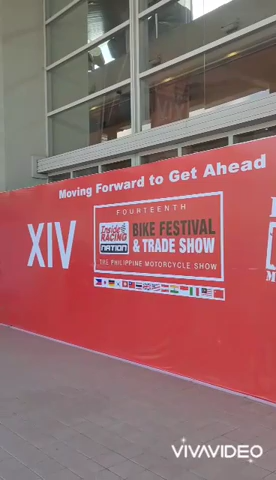 Moving Forward to Get Ahead
XIV
FOURTEENTH
Inside
RACING
NATION
BIKE FESTIVAL
& TRADE SHOW
THE PHILIPPINE MOTORCYCLE SHOW
VIVAVIDEO